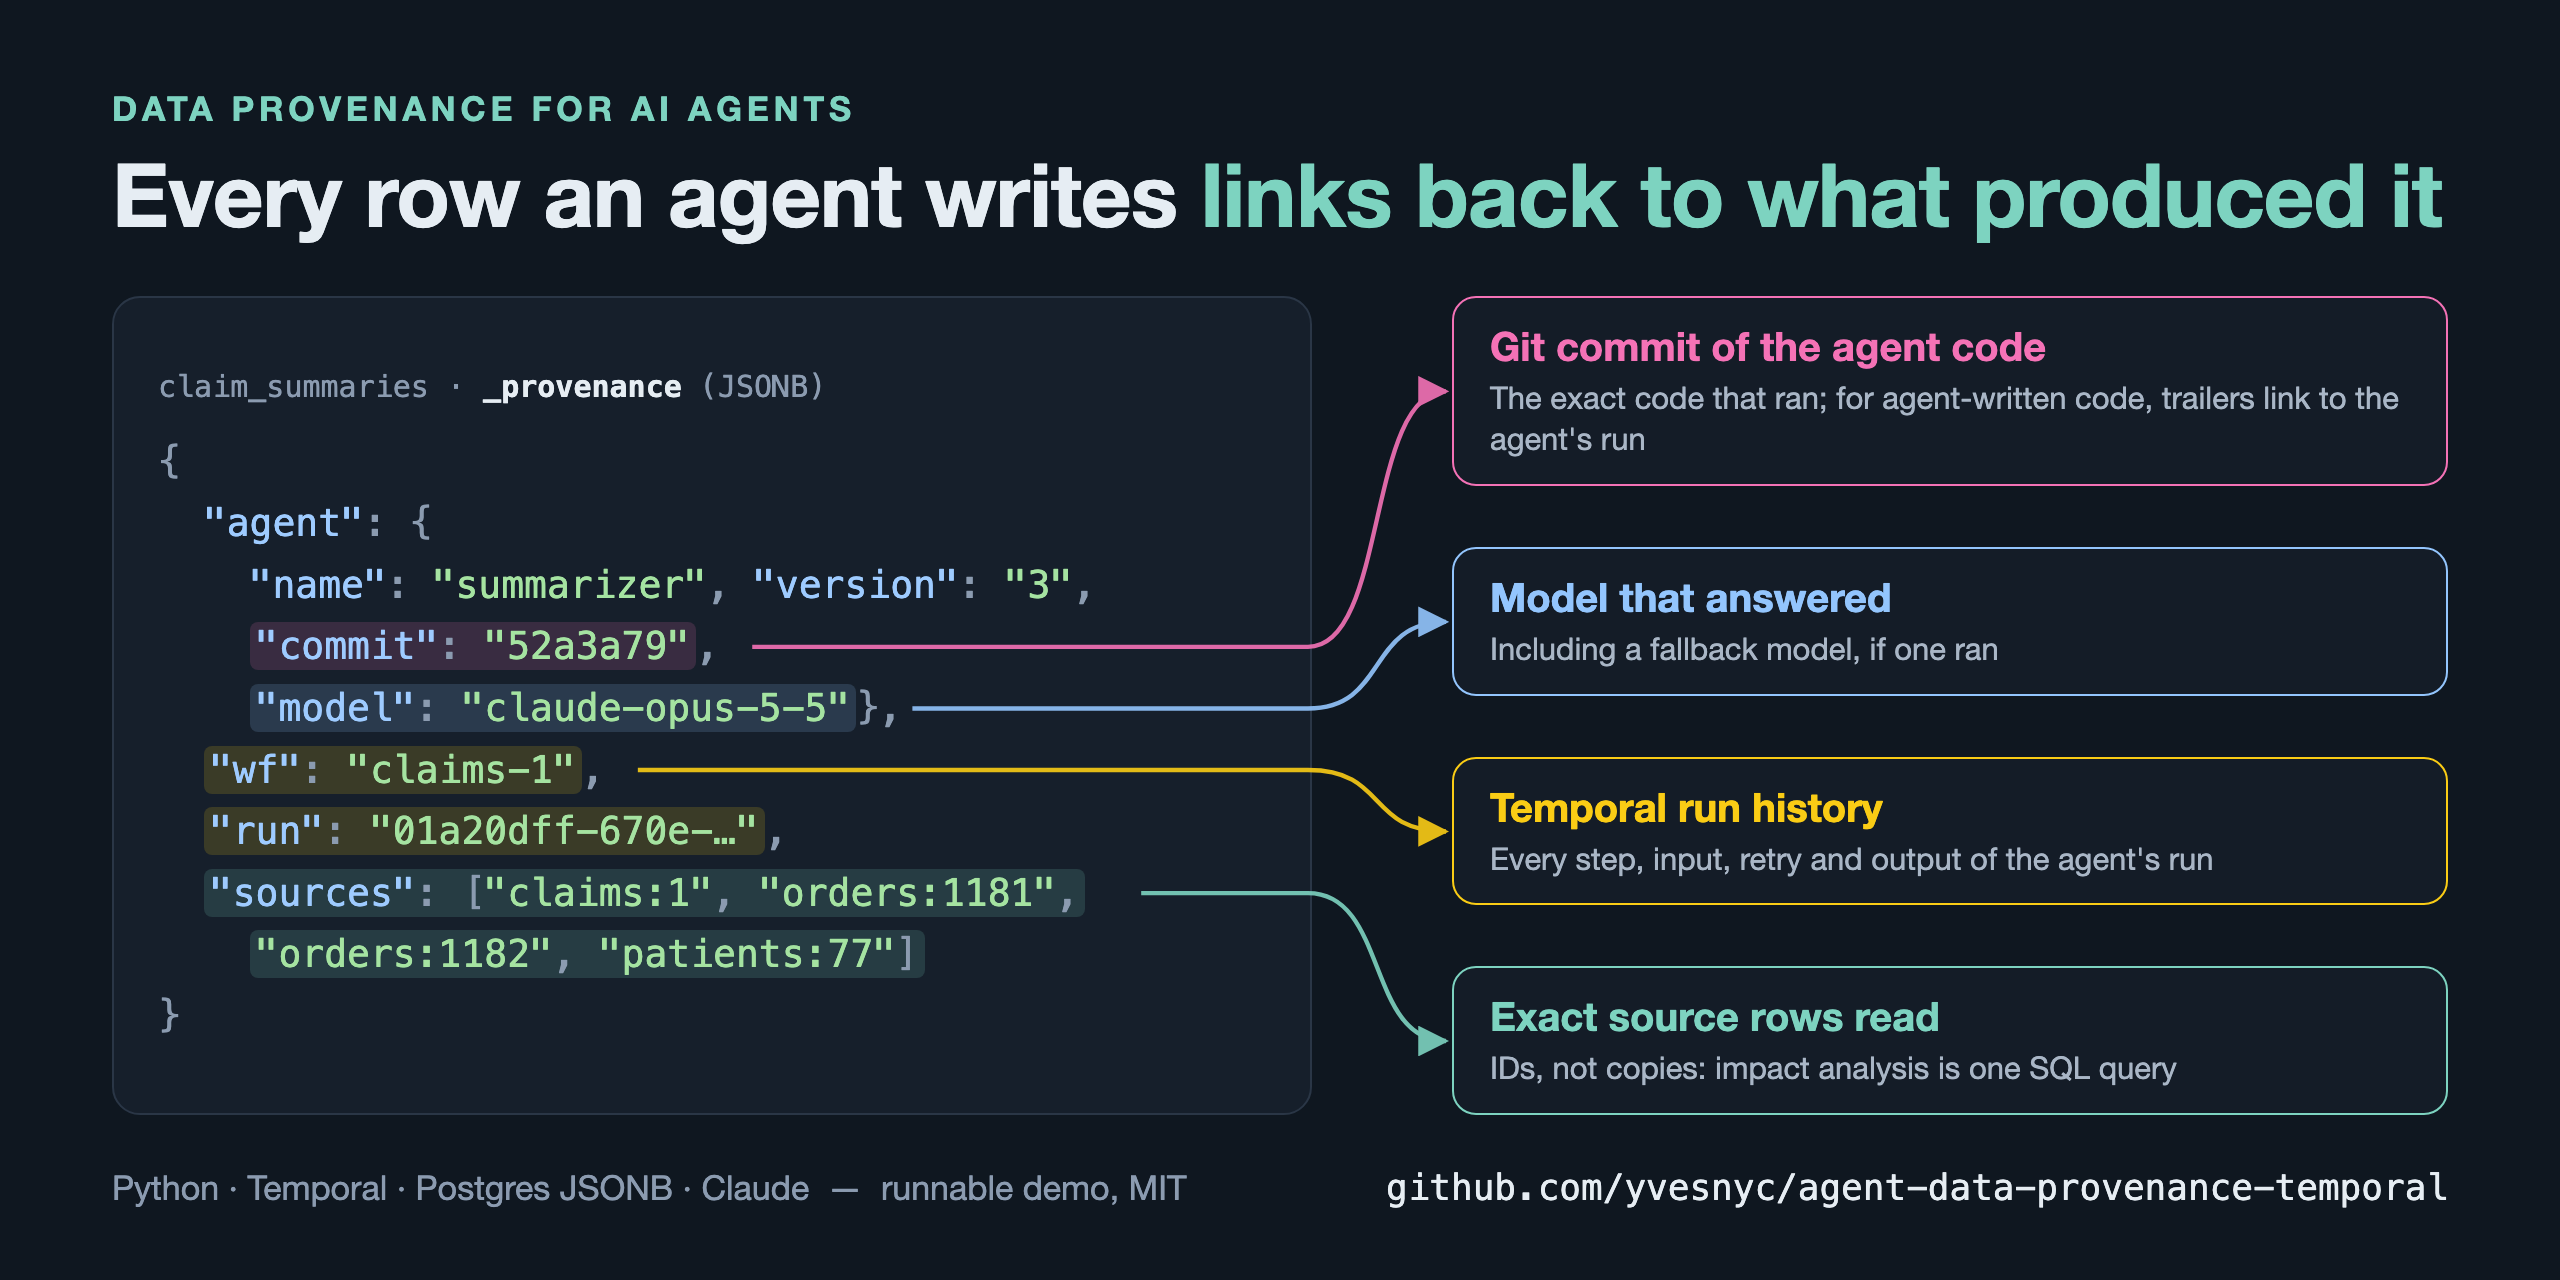 DATA PROVENANCE FOR AI AGENTS
Every row an agent writes links back to what produced it
claim_summaries · _provenance (JSONB)
{
"agent": {
"name": "summarizer", "version": "3",
"commit": "52a3a79",
"model": "claude-opus-5-5"},
"wf": "claims-1",
"run": "01a20dff-670e-…",
"sources": ["claims:1", "orders:1181",
"orders:1182", "patients:77"]
}
Git commit of the agent code
The exact code that ran; for agent-written code, trailers link to the
agent's run
Model that answered
Including a fallback model, if one ran
Temporal run history
Every step, input, retry and output of the agent's run
Exact source rows read
IDs, not copies: impact analysis is one SQL query
Python · Temporal · Postgres JSONB · Claude — runnable demo, MIT
github.com/yvesnyc/agent-data-provenance-temporal